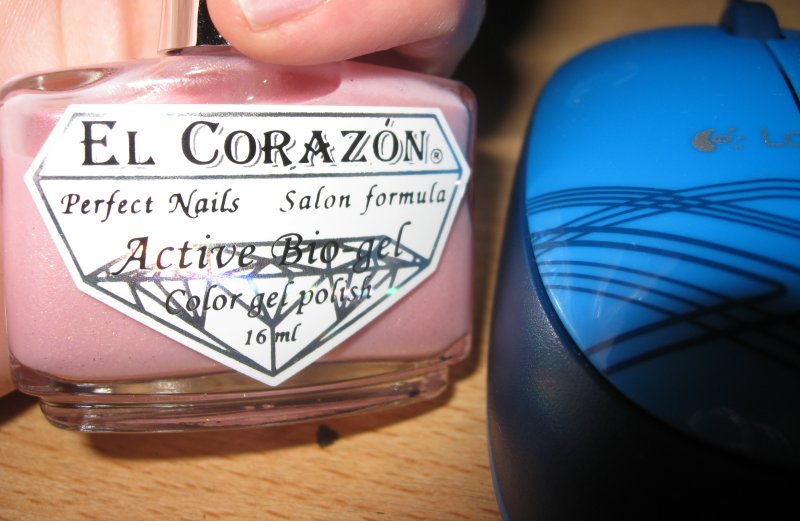 EL CORAZÓN®
Perfect Nails Salon formula
Active Bio-gel
Color gel polish
16 ml